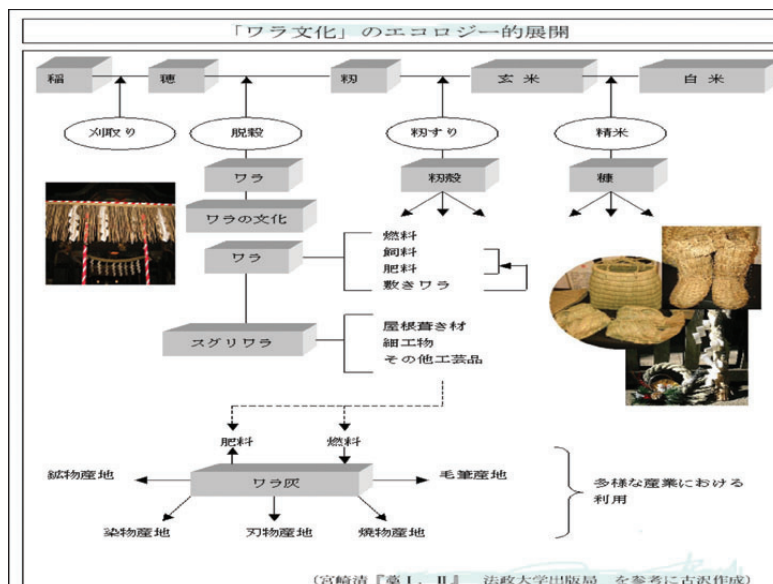 「ワラ文化」のエコロジー的展開
稲 穂 籾 玄米 白米
刈取り 脱穀 籾すり 精米
ワラ 籾殻 糠
ワラの文化
ワラ
燃料
飼料
肥料
敷きワラ
スグリワラ
屋根葺き材
細工物
その他工芸品
肥料 燃料
鉱物産地 ワラ灰 毛筆産地
染物産地 刃物産地 焼物産地
多様な産業における
利用
(宮崎清『藁Ⅰ、Ⅱ』 法政大学出版局 を参考に古沢作成)